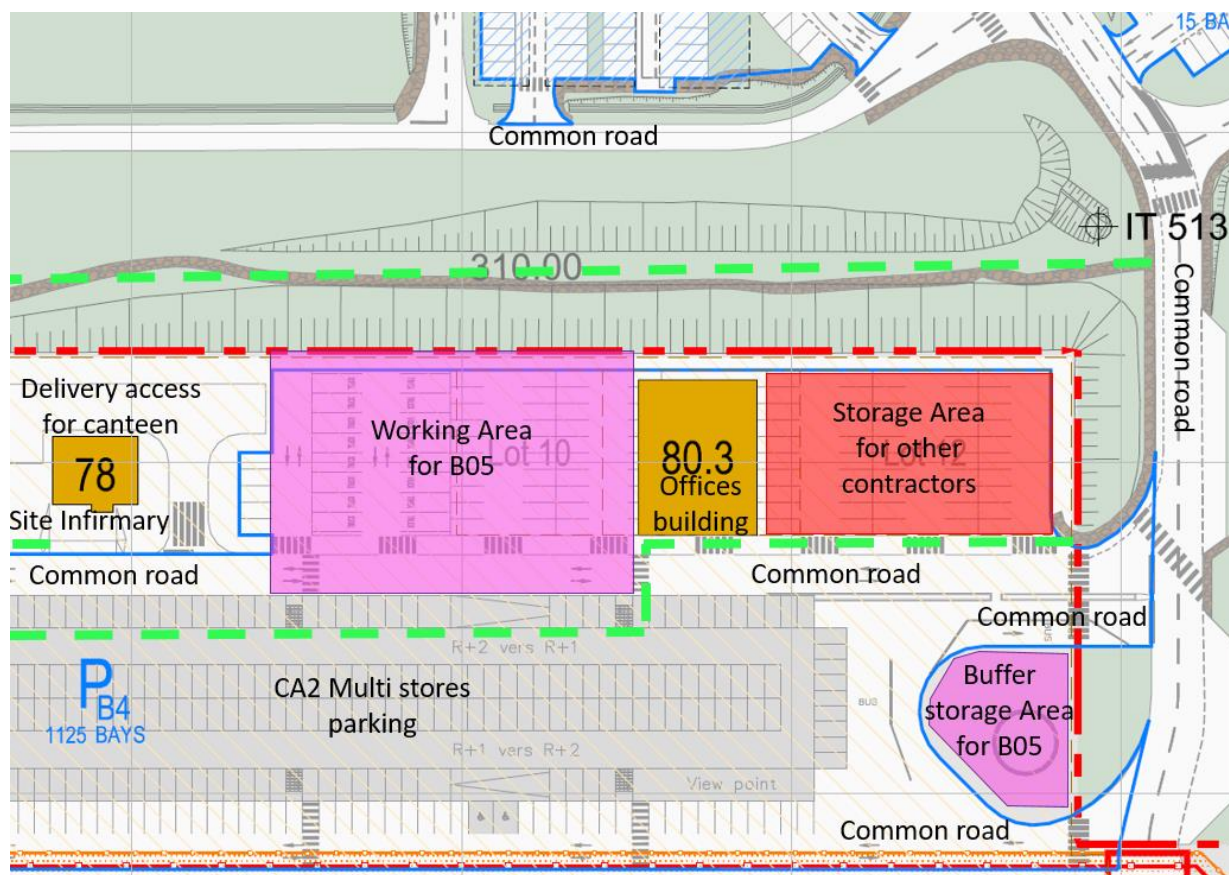 15 BA
Common road
IT 513
310.00
Common road
Delivery access
for canteen
78
Site Infirmary
Working Area
for B05
Lot 10
80.3
Offices
building
Storage Area
for other
contractors
Lot 12
Common road
Common road
Common road
R+2 vers R+1
BUS
P
B4
1125 BAYS
CA2 Multi stores
parking
BUS
Buffer
storage Area
for B05
R+1 vers R+2
View point
Common road